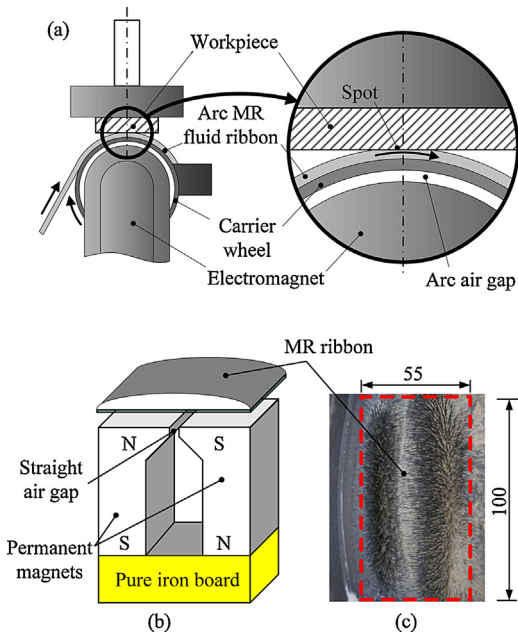 (a)
Workpiece
Arc MR
fluid ribbon
Carrier
wheel
Electromagnet
Spot
Arc air gap
MR ribbon
55
100
N
S
Straight
air gap
Permanent
magnets
S
N
Pure iron board
(b)
(c)